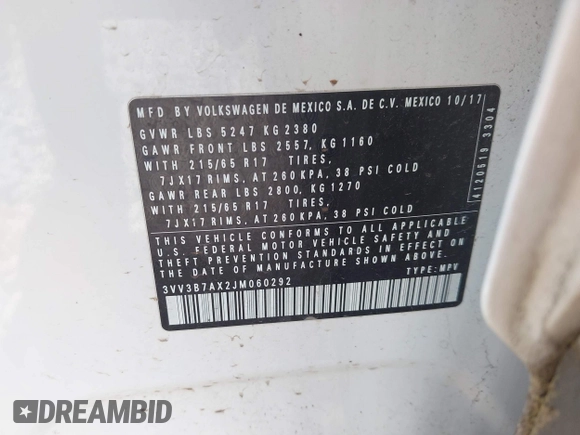 MFD BY VOLKSWAGEN DE MEXICO S.A. DE C.V. MEXICO 10/17
GVWR LBS 5247 KG 2380
GAWR FRONT LBS 2557, KG 1160
WITH 215/65 R17 TIRES,
7JX17 RIMS, AT 260 KPA, 38 PSI COLD
GAWR REAR LBS 2800, KG 1270
WITH 215/65 R17 TIRES,
7JX17 RIMS, AT 260 KPA, 38 PSI COLD
THIS VEHICLE CONFORMS TO ALL APPLICABLE
U.S. FEDERAL MOTOR VEHICLE SAFETY AND
THEFT PREVENTION STANDARDS IN EFFECT ON
THE DATE OF MANUFACTURE SHOWN ABOVE.
3VV3B7AX2JM060292 TYPE: MPV
4120519 3304
DREAMBID